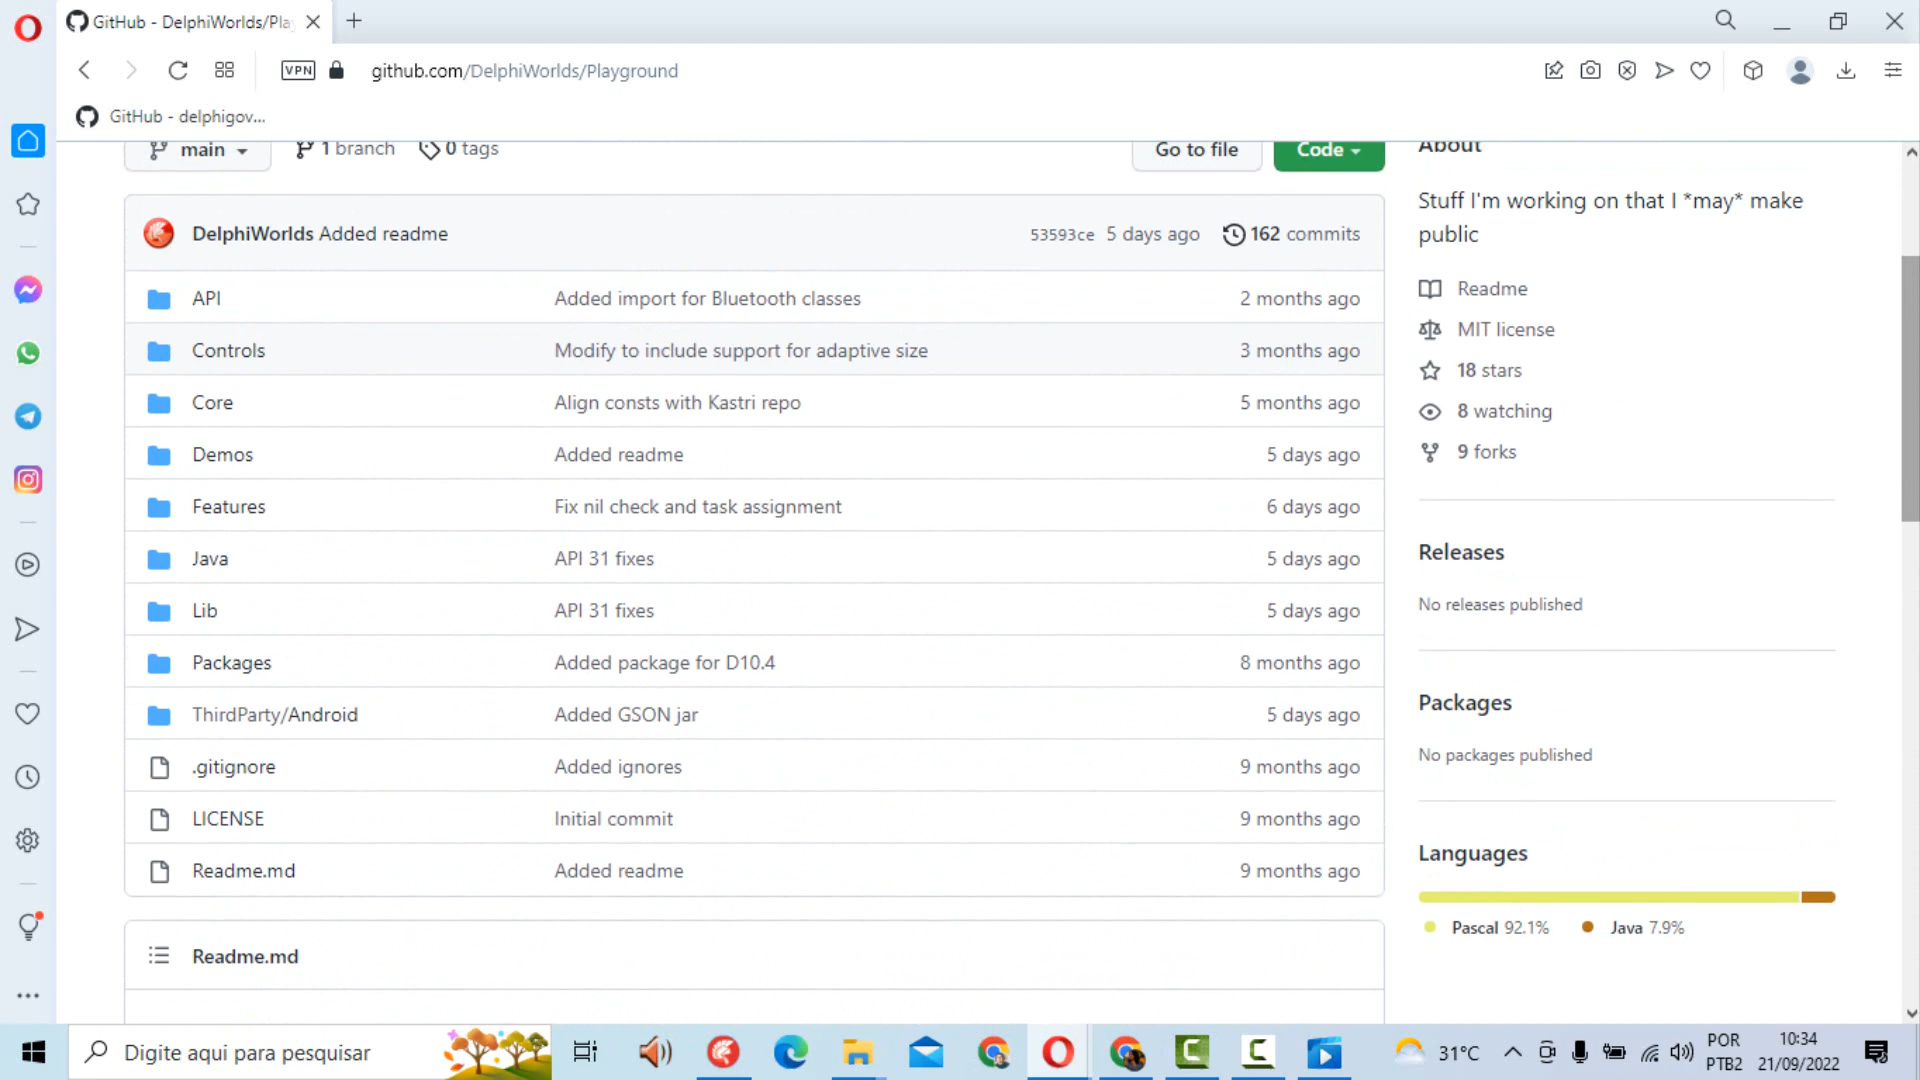 GitHub - DelphiWorlds/Pla
VPN
github.com/DelphiWorlds/Playground
GitHub - delphigov...
main
1 branch
0 tags
Go to file
Code
About
DelphiWorlds Added readme
53593ce 5 days ago
162 commits
API
Added import for Bluetooth classes
2 months ago
Controls
Modify to include support for adaptive size
3 months ago
Core
Align consts with Kastri repo
5 months ago
Demos
Added readme
5 days ago
Features
Fix nil check and task assignment
6 days ago
Java
API 31 fixes
5 days ago
Lib
API 31 fixes
5 days ago
Packages
Added package for D10.4
8 months ago
ThirdParty/Android
Added GSON jar
5 days ago
.gitignore
Added ignores
9 months ago
LICENSE
Initial commit
9 months ago
Readme.md
Added readme
9 months ago
Readme.md
Stuff I'm working on that I *may* make
public
Readme
MIT license
18 stars
8 watching
9 forks
Releases
No releases published
Packages
No packages published
Languages
Pascal 92.1%
Java 7.9%
Digite aqui para pesquisar
31°C
POR
PTB2
10:34
21/09/2022